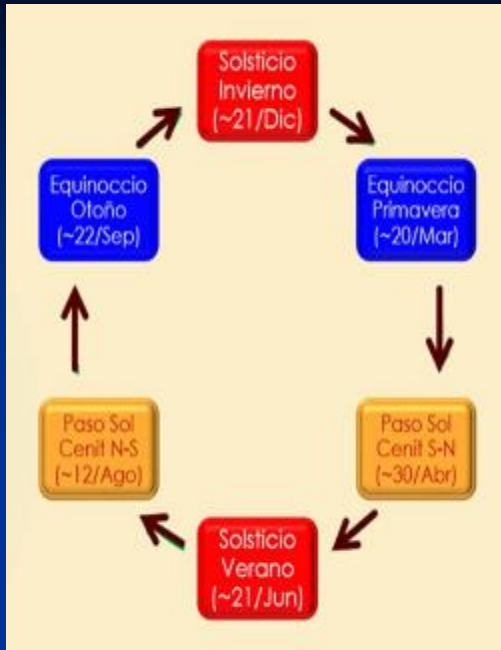 Solsticio
Invierno
(~21/Dic)
Equinoccio
Primavera
(~20/Mar)
Paso Sol
Cenit S-N
(~30/Abr)
Solsticio
Verano
(~21/Jun)
Paso Sol
Cenit N-S
(~12/Ago)
Equinoccio
Otoño
(~22/Sep)